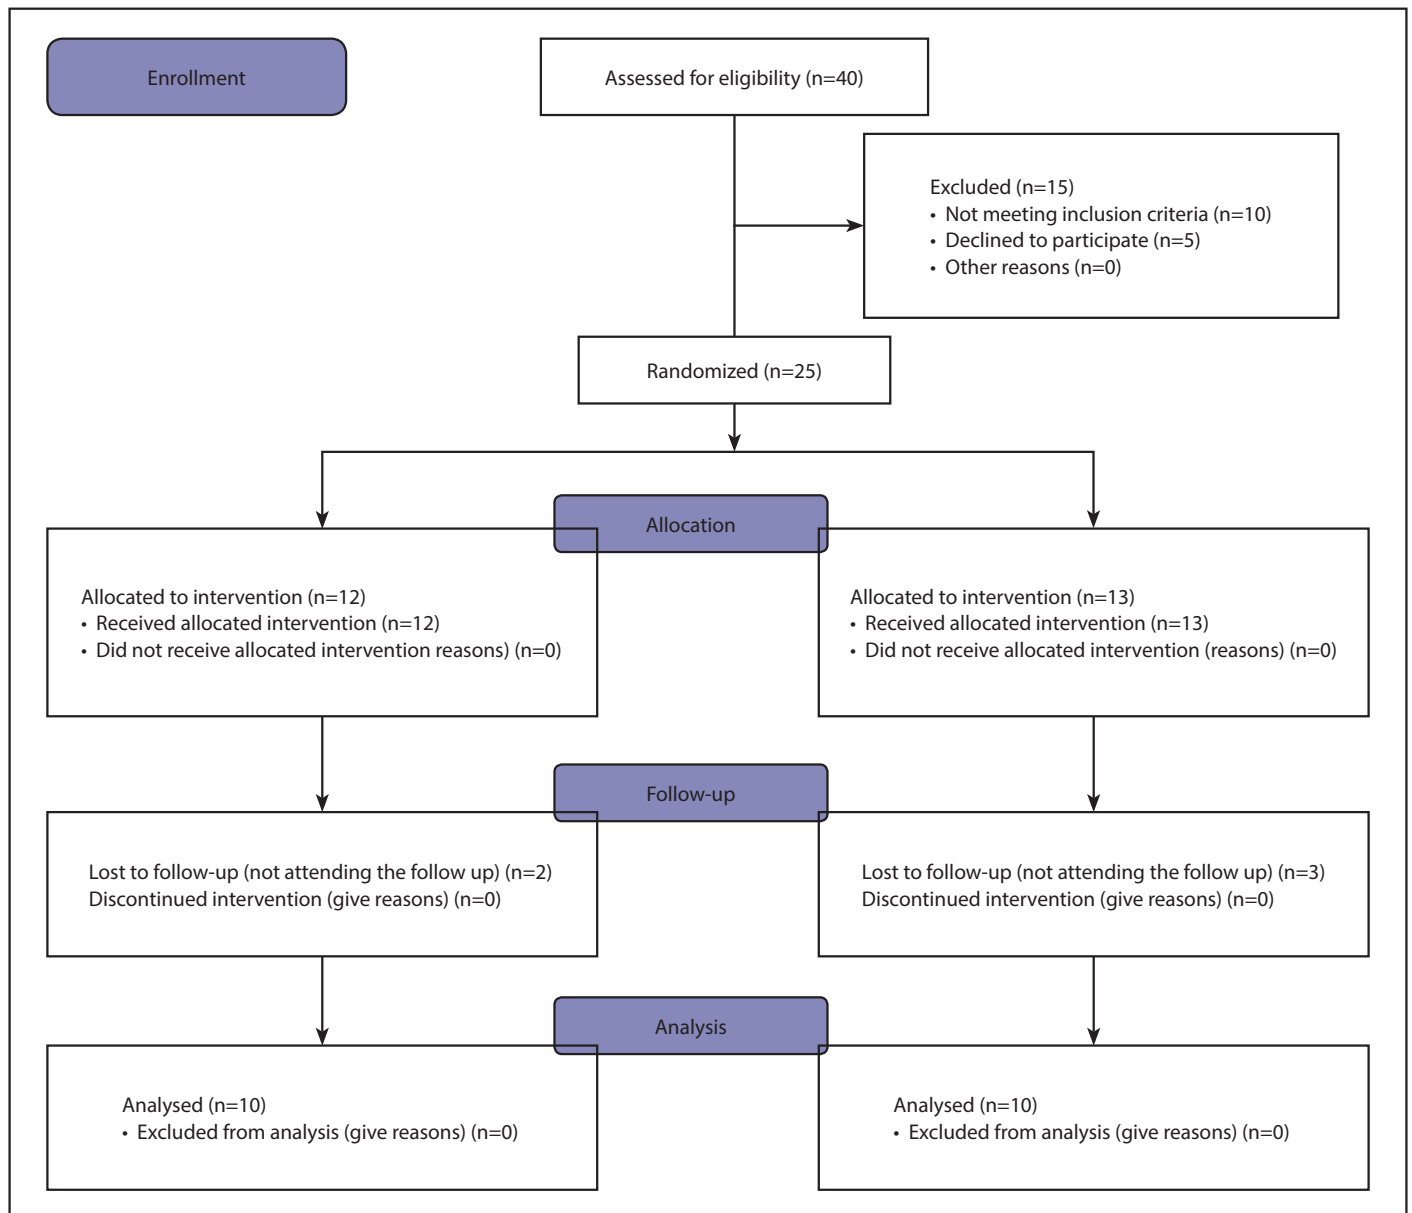 Enrollment
Assessed for eligibility (n=40)
Excluded (n=15)
• Not meeting inclusion criteria (n=10)
• Declined to participate (n=5)
• Other reasons (n=0)
Randomized (n=25)
Allocation
Allocated to intervention (n=12)
• Received allocated intervention (n=12)
• Did not receive allocated intervention reasons) (n=0)
Allocated to intervention (n=13)
• Received allocated intervention (n=13)
• Did not receive allocated intervention (reasons) (n=0)
Follow-up
Lost to follow-up (not attending the follow up) (n=2)
Discontinued intervention (give reasons) (n=0)
Lost to follow-up (not attending the follow up) (n=3)
Discontinued intervention (give reasons) (n=0)
Analysis
Analysed (n=10)
• Excluded from analysis (give reasons) (n=0)
Analysed (n=10)
• Excluded from analysis (give reasons) (n=0)